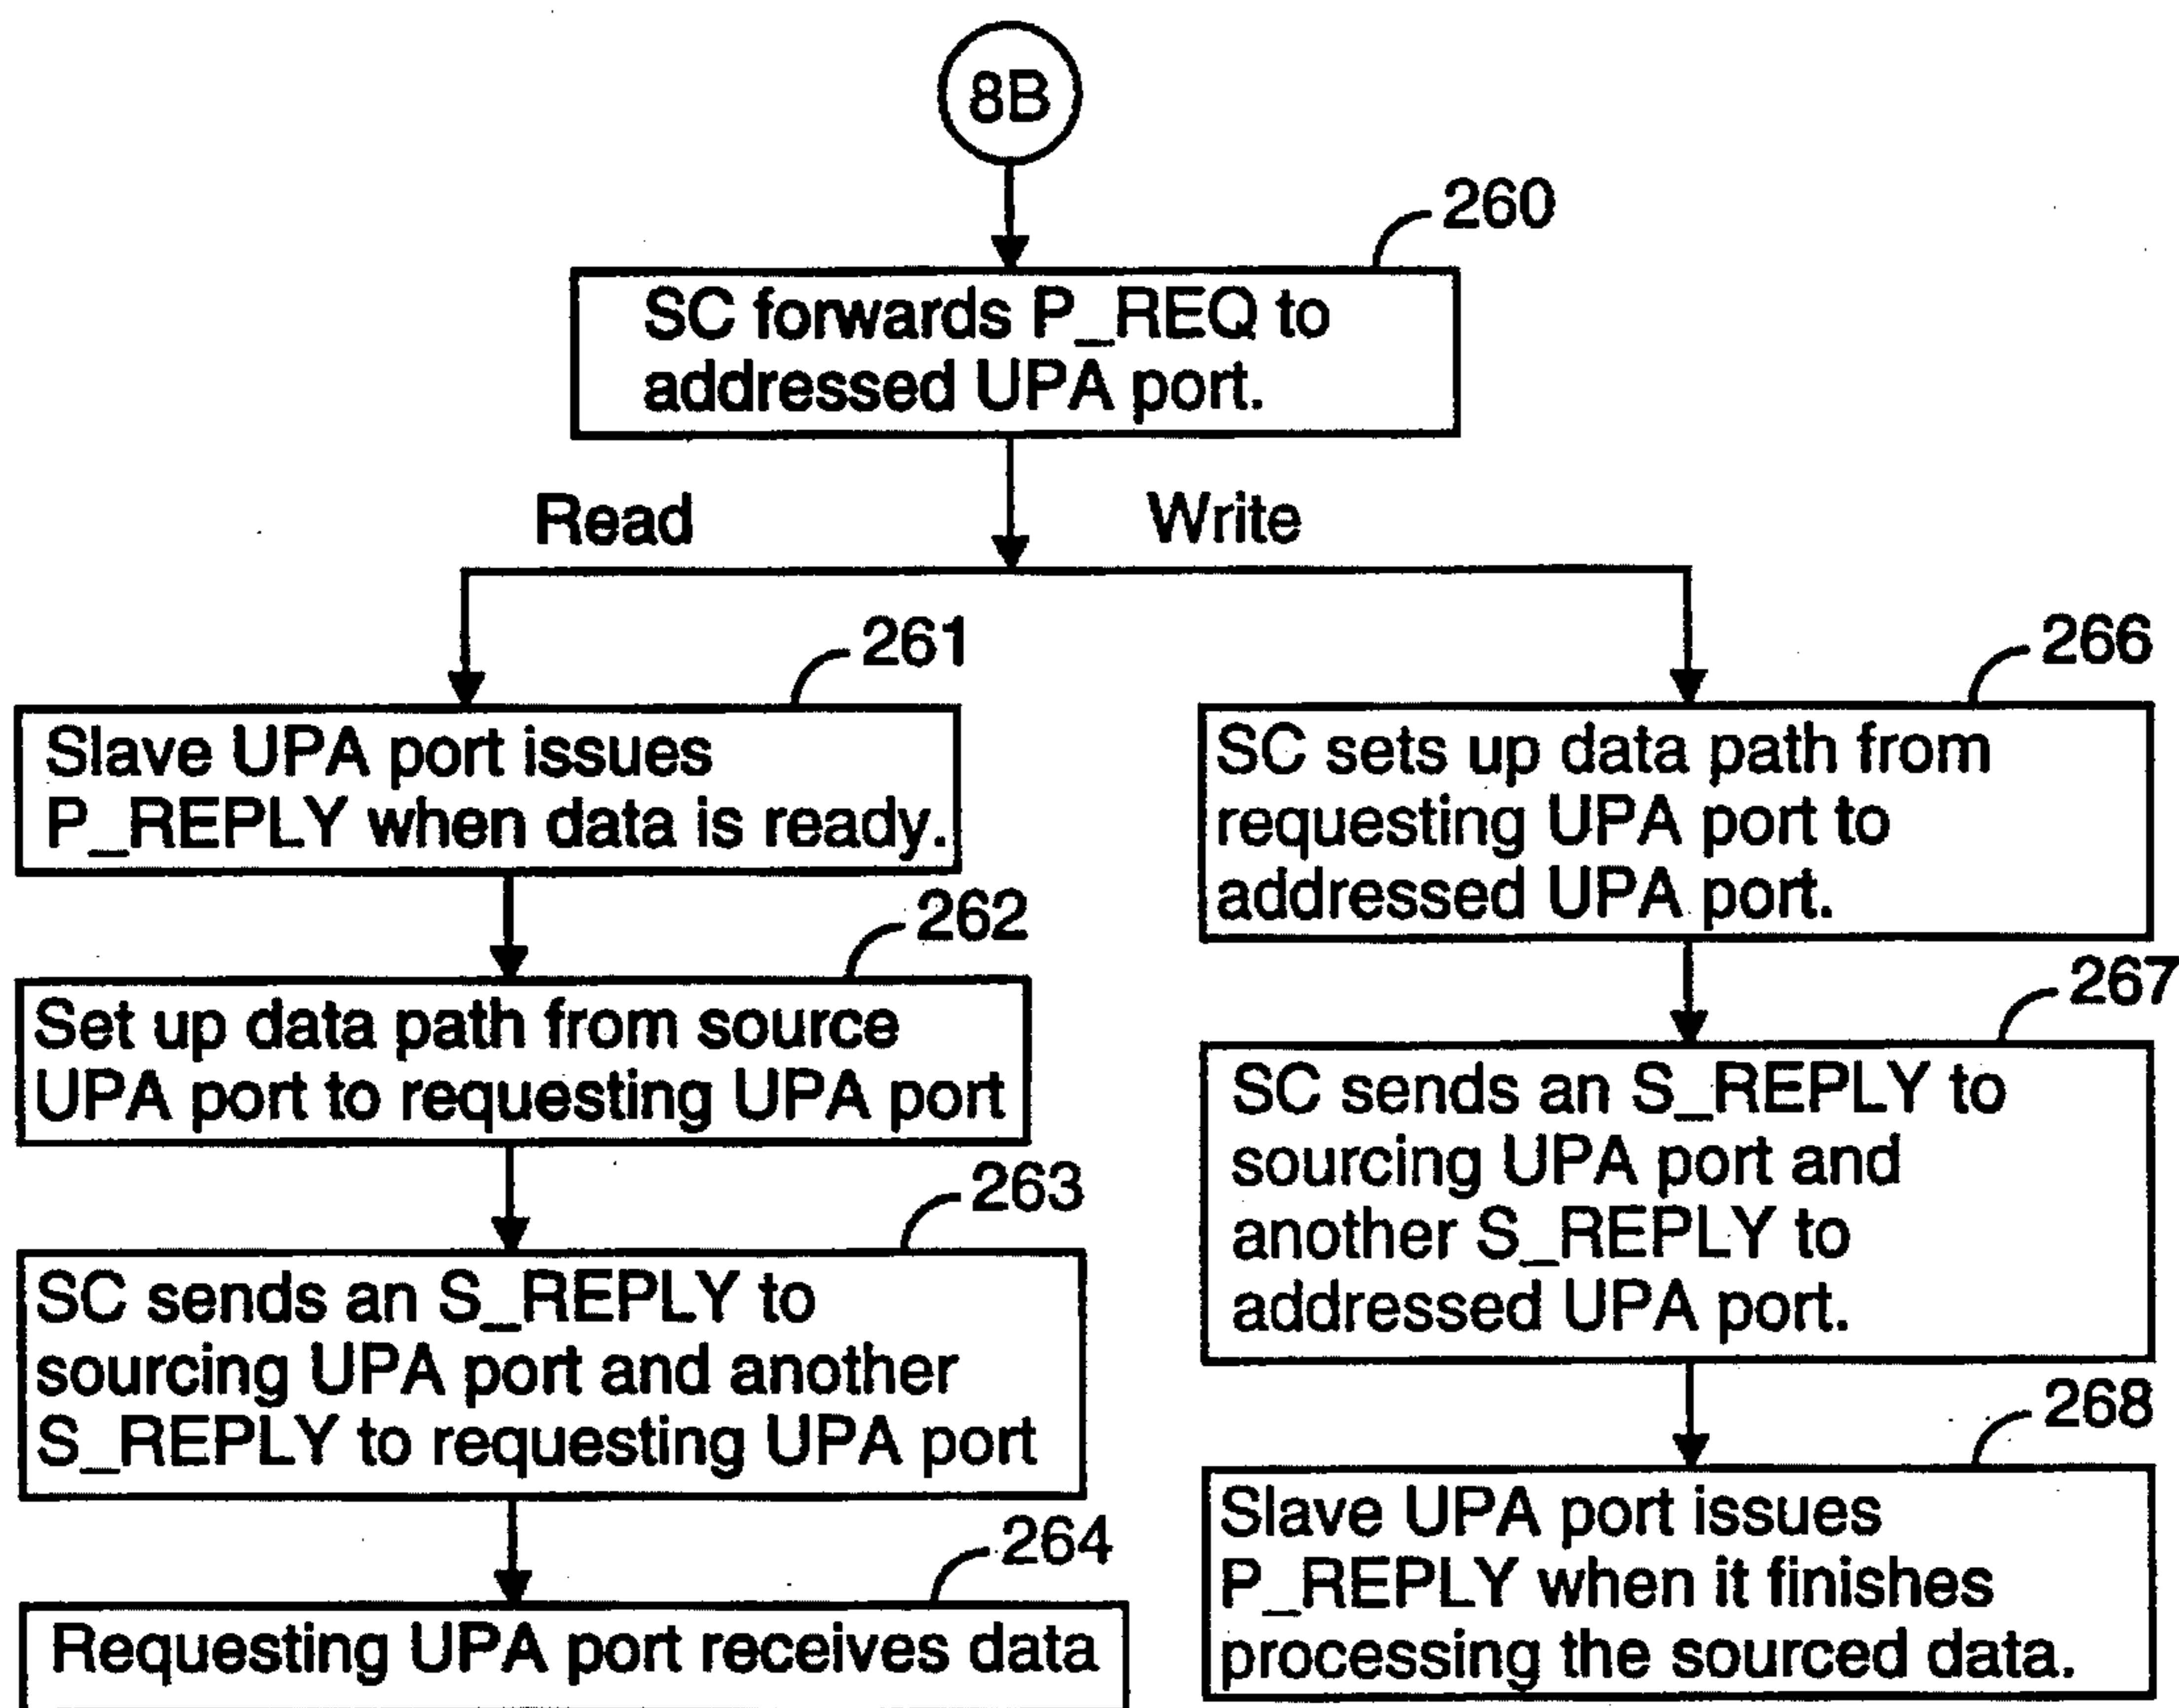 8B
260
SC forwards P_REQ to
addressed UPA port.
Read
Write
261
Slave UPA port issues
P_REPLY when data is ready.
262
Set up data path from source
UPA port to requesting UPA port
263
SC sends an S_REPLY to
sourcing UPA port and another
S_REPLY to requesting UPA port
264
Requesting UPA port receives data
266
SC sets up data path from
requesting UPA port to
addressed UPA port.
267
SC sends an S_REPLY to
sourcing UPA port and
another S_REPLY to
addressed UPA port.
268
Slave UPA port issues
P_REPLY when it finishes
processing the sourced data.